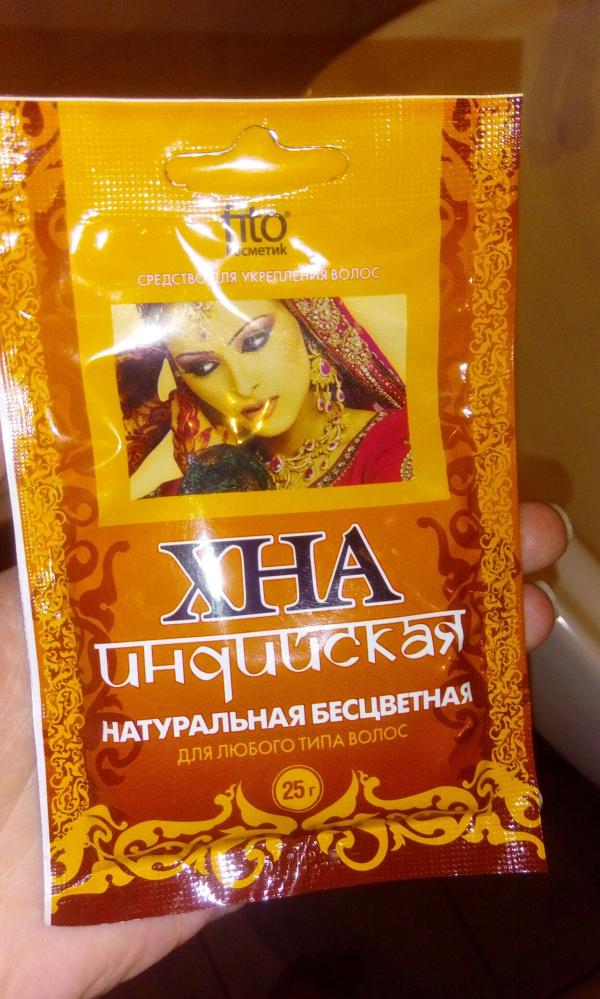 fito®
косметик
СРЕДСТВО ДЛЯ УКРЕПЛЕНИЯ ВОЛОС
ХНА
индийская
НАТУРАЛЬНАЯ БЕСЦВЕТНАЯ
ДЛЯ ЛЮБОГО ТИПА ВОЛОС
25 г